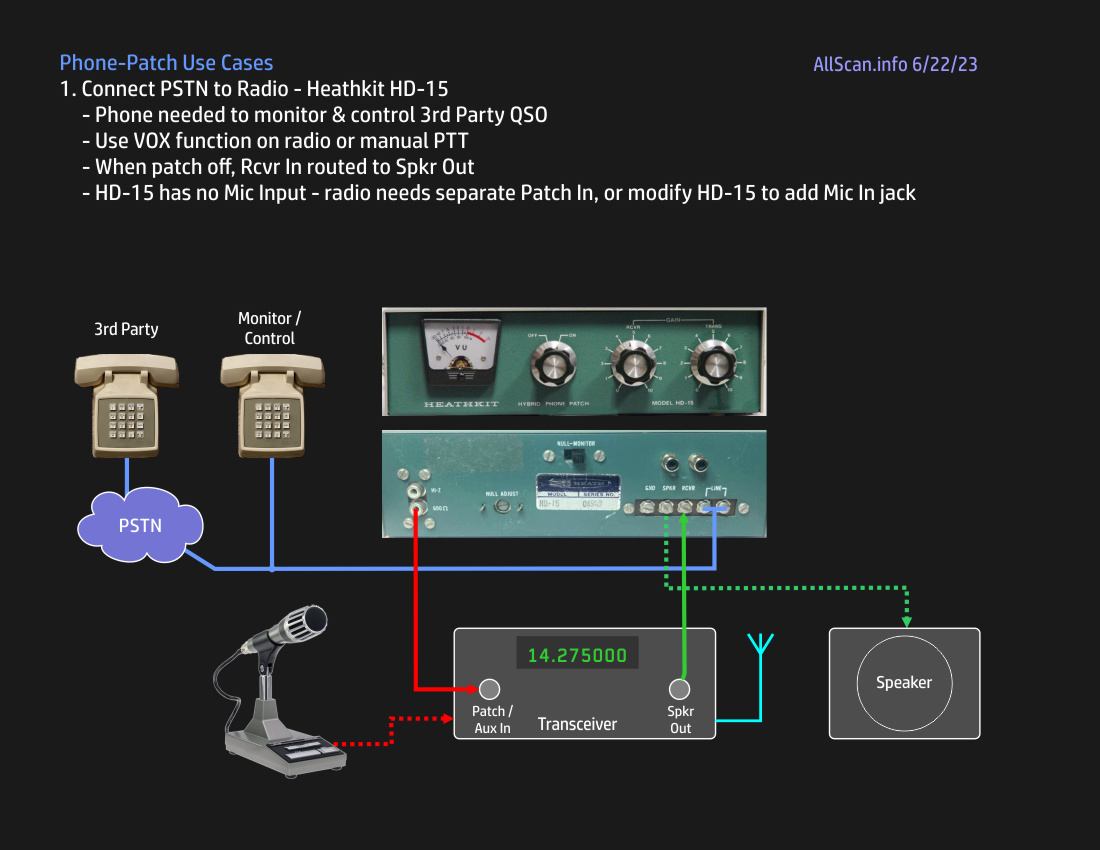 Phone-Patch Use Cases
AllScan.info 6/22/23
1. Connect PSTN to Radio - Heathkit HD-15
- Phone needed to monitor & control 3rd Party QSO
- Use VOX function on radio or manual PTT
- When patch off, Rcvr In routed to Spkr Out
- HD-15 has no Mic Input - radio needs separate Patch In, or modify HD-15 to add Mic In jack
3rd Party
Monitor /
Control
VU
OFF
ON
GAIN
RCVR
TRANS
HEATHKIT
HYBRID PHONE PATCH
MODEL HD-15
NULL-MONITOR
HI-Z
600Ω
NULL ADJUST
MODEL
SERIES NO.
HD-15
GND SPKR RCVR LINE
PSTN
14.275000
Patch /
Aux In
Transceiver
Spkr
Out
Speaker